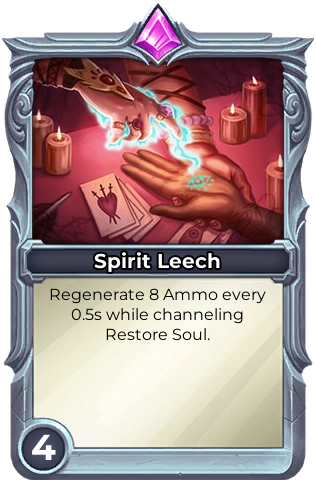 Spirit Leech
Regenerate 8 Ammo every
0.5s while channeling
Restore Soul.
4